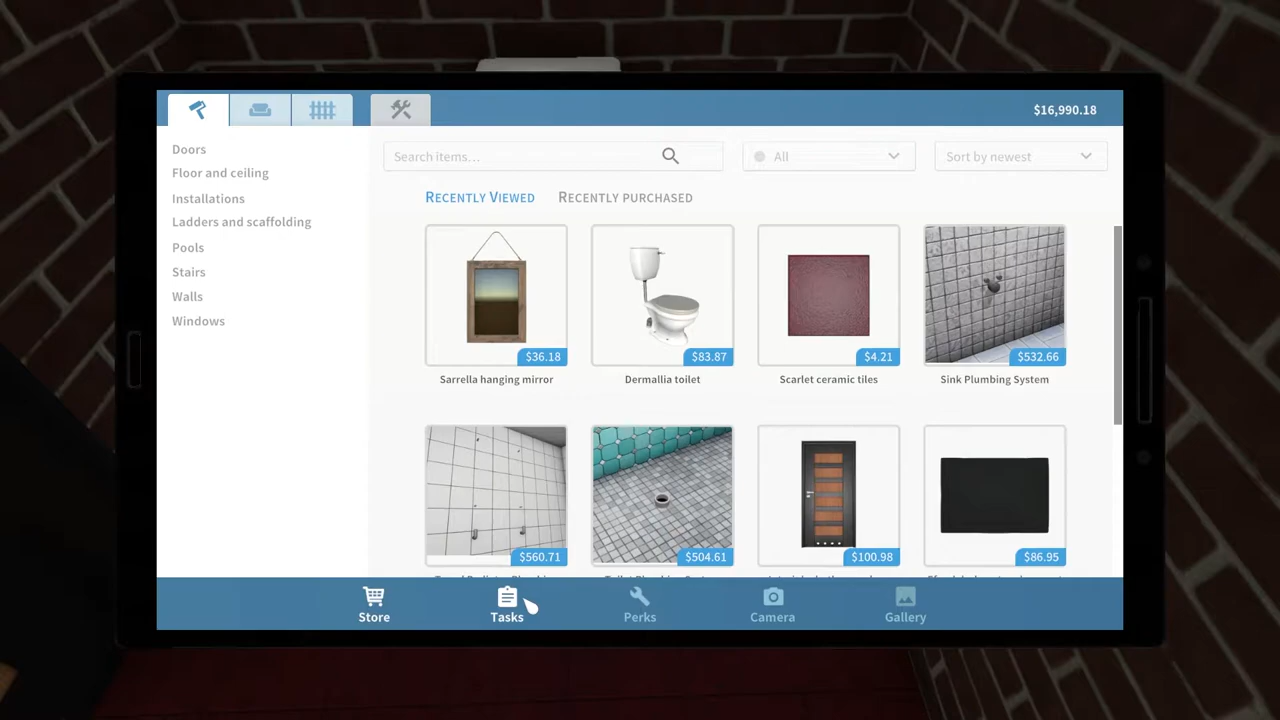 $16,990.18
Doors
Floor and ceiling
Installations
Ladders and scaffolding
Pools
Stairs
Walls
Windows
Search items...
All
Sort by newest
RECENTLY VIEWED
RECENTLY PURCHASED
$36.18
$83.87
$4.21
$532.66
Sarrella hanging mirror
Dermallia toilet
Scarlet ceramic tiles
Sink Plumbing System
$560.71
$504.61
$100.98
$86.95
Store
Tasks
Perks
Camera
Gallery